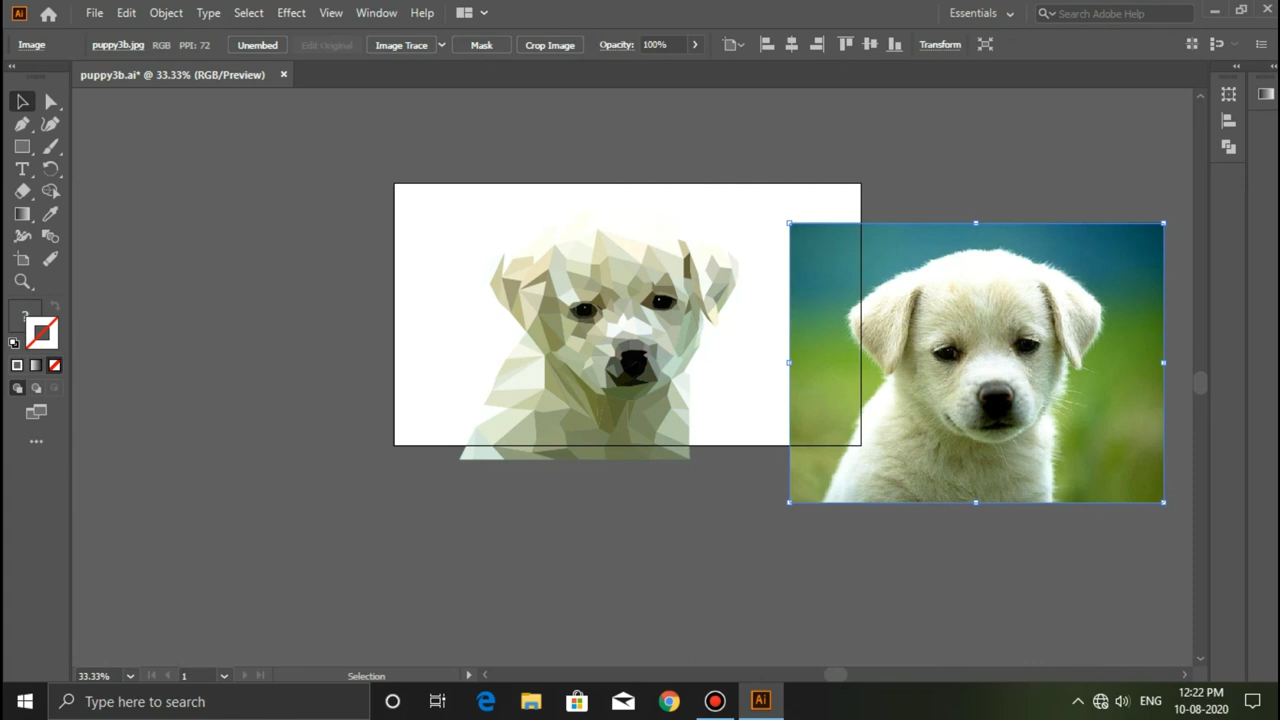 Ai File Edit Object Type Select Effect View Window Help Essentials Search Adobe Help
Image puppy3b.jpg RGB PPI: 72 Unembed Edit Original Image Trace Mask Crop Image Opacity: 100% Transform
puppy3b.ai* @ 33.33% (RGB/Preview)
T
?
33.33% 1 Selection
Type here to search Ai ENG 12:22 PM
10-08-2020